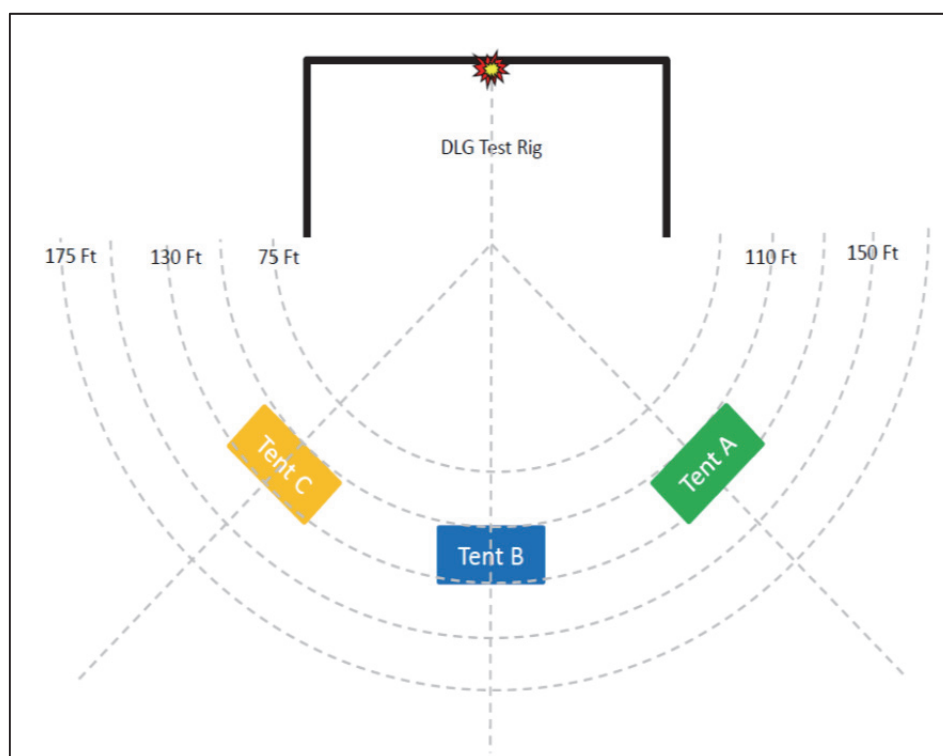 DLG Test Rig
175 Ft
130 Ft
75 Ft
110 Ft
150 Ft
Tent C
Tent B
Tent A